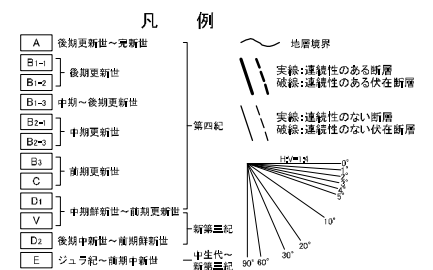 凡 例
A 後期更新世~完新世
B1-1
B1-2
後期更新世
B1-3 中期~後期更新世
B2-1
B2-3
中期更新世
B3
C
前期更新世
D1
V
中期鮮新世~前期更新世
D2 後期中新世~前期鮮新世
E ジュラ紀~前期中新世
第四紀
新第三紀
中生代~
新第三紀
地層境界
実線:連続性のある断層
破線:連続性のある伏在断層
実線:連続性のない断層
破線:連続性のない伏在断層
0°
1°
2°
3°
4°
5°
10°
20°
30°
60°
90°